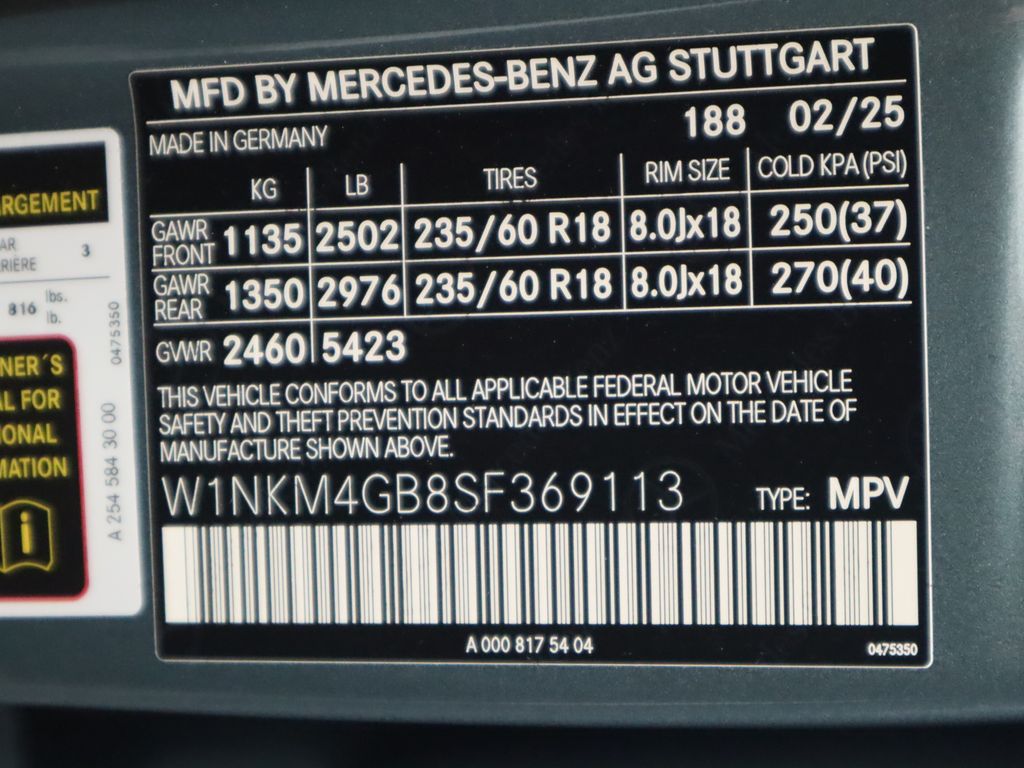 MFD BY MERCEDES-BENZ AG STUTTGART
MADE IN GERMANY 188 02/25
KG LB TIRES RIM SIZE COLD KPA (PSI)
GAWR FRONT 1135 2502 235/60 R18 8.0Jx18 250(37)
GAWR REAR 1350 2976 235/60 R18 8.0Jx18 270(40)
GVWR 2460 5423
THIS VEHICLE CONFORMS TO ALL APPLICABLE FEDERAL MOTOR VEHICLE
SAFETY AND THEFT PREVENTION STANDARDS IN EFFECT ON THE DATE OF
MANUFACTURE SHOWN ABOVE.
W1NKM4GB8SF369113 TYPE: MPV
A 000 817 54 04 0475350
RGEMENT
AR
RIÈRE 3
816 lbs.
lb.
NER´S
AL FOR
IONAL
MATION
i
0475350
A 254 584 30 00